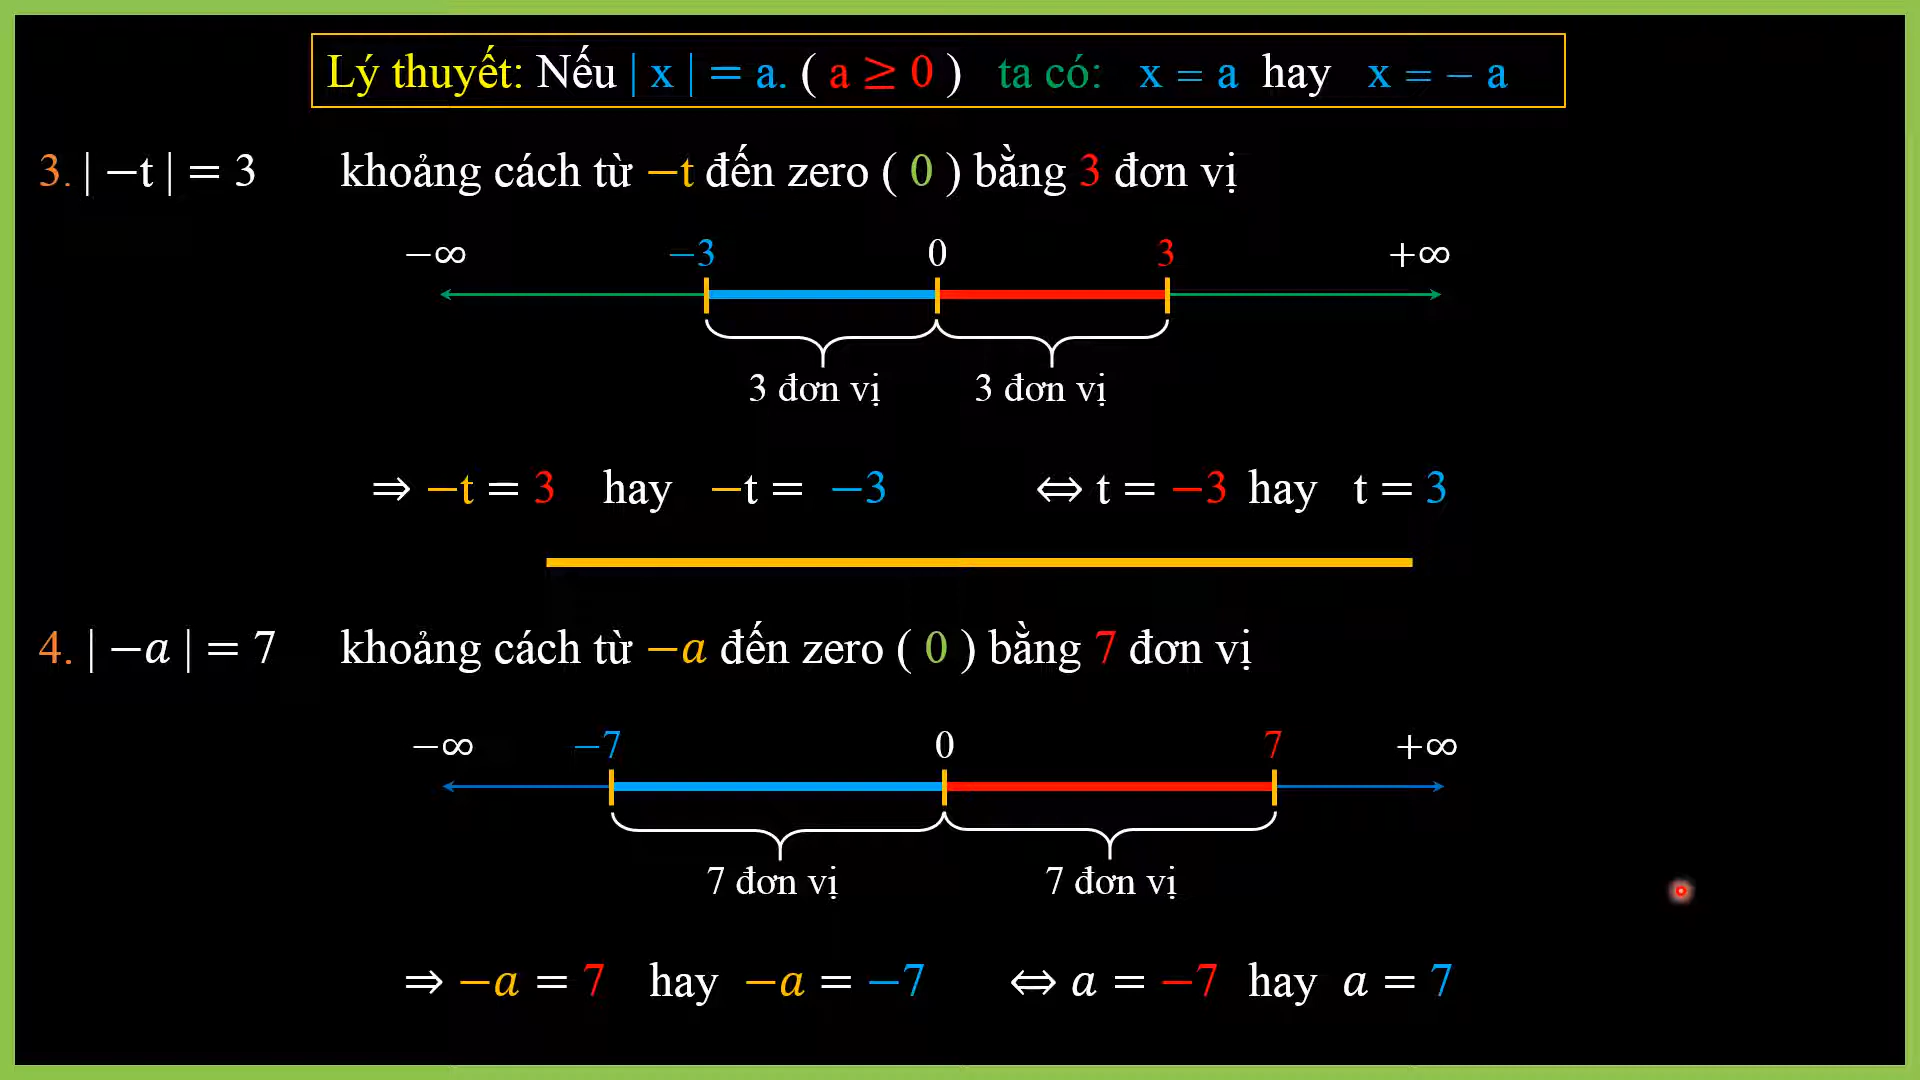 Lý thuyết: Nếu | x | = a. ( a ≥ 0 ) ta có: x = a hay x = – a
3. | −t | = 3 khoảng cách từ −t đến zero ( 0 ) bằng 3 đơn vị
−∞ −3 0 3 +∞
3 đơn vị 3 đơn vị
⇒ −t = 3 hay −t = −3 ⇔ t = −3 hay t = 3
4. | −a | = 7 khoảng cách từ −a đến zero ( 0 ) bằng 7 đơn vị
−∞ −7 0 7 +∞
7 đơn vị 7 đơn vị
⇒ −a = 7 hay −a = −7 ⇔ a = −7 hay a = 7